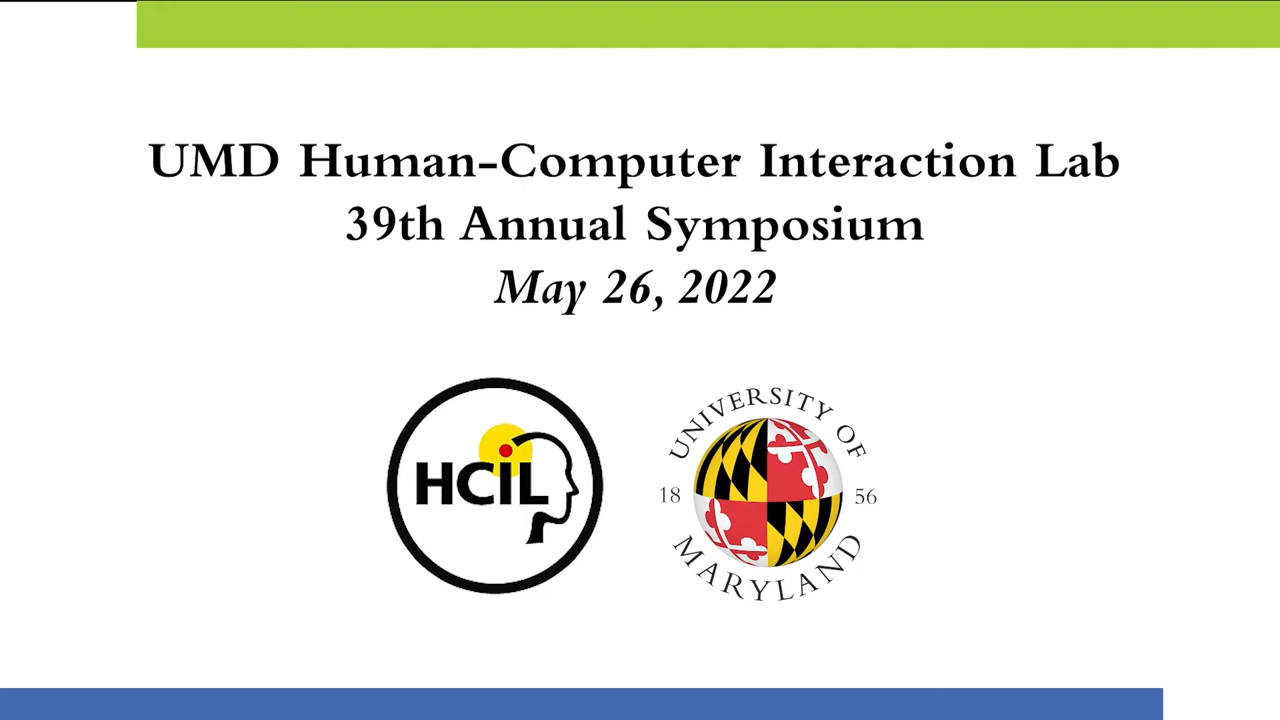 UMD Human-Computer Interaction Lab
39th Annual Symposium
May 26, 2022
HCIL
UNIVERSITY OF
18 56
MARYLAND